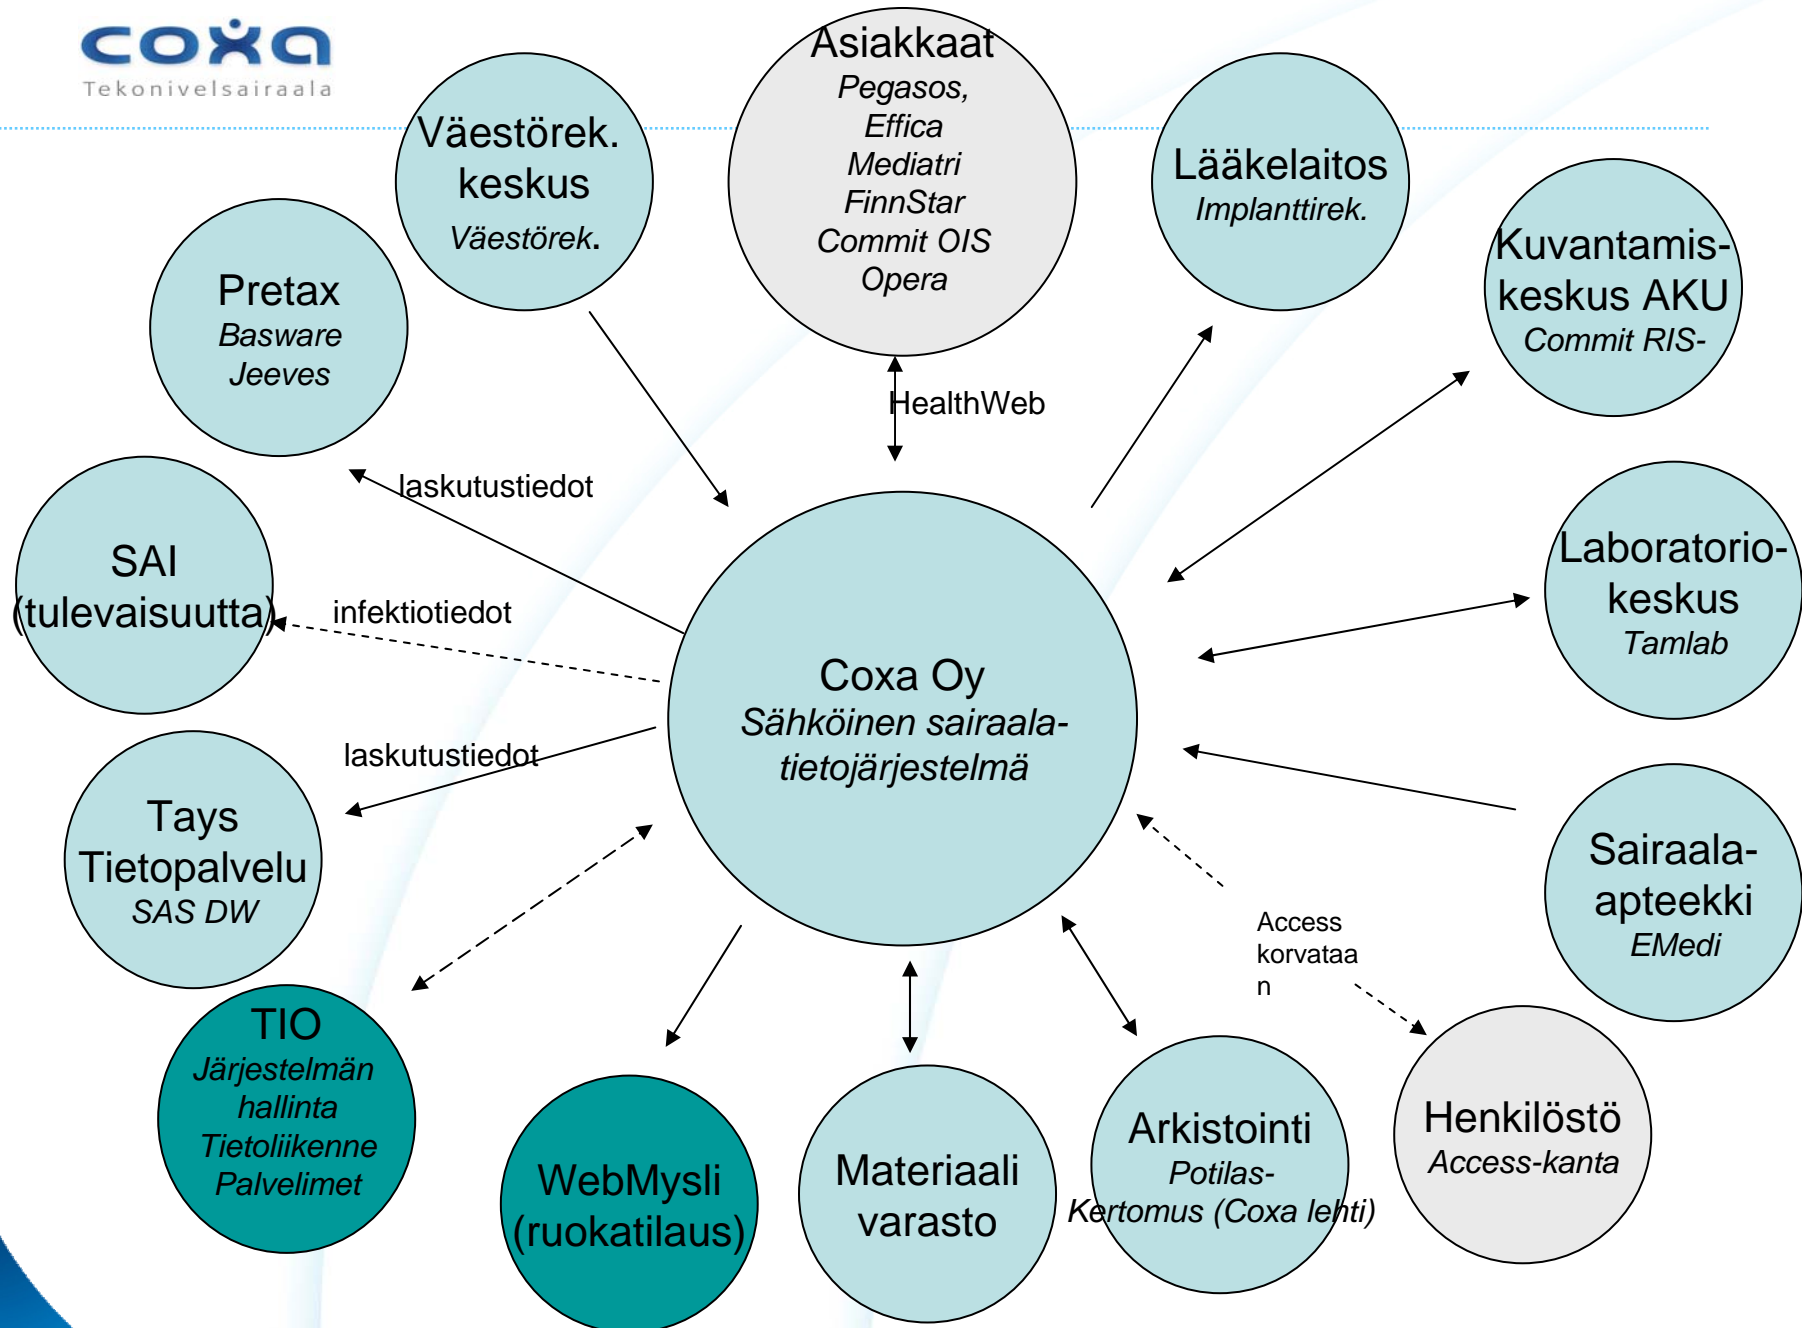 coxa
Tekonivelsairaala
Asiakkaat
Pegasos,
Effica
Mediatri
FinnStar
Commit OIS
Opera
Väestörek.
keskus
Väestörek.
Lääkelaitos
Implanttirek.
Kuvantamis-
keskus AKU
Commit RIS-
Pretax
Basware
Jeeves
HealthWeb
laskutustiedot
SAI
(tulevaisuutta)
infektiotiedot
Laboratorio-
keskus
Tamlab
Coxa Oy
Sähköinen sairaala-
tietojärjestelmä
laskutustiedot
Tays
Tietopalvelu
SAS DW
Sairaala-
apteekki
EMedi
Access
korvataa
n
TIO
Järjestelmän
hallinta
Tietoliikenne
Palvelimet
WebMysli
(ruokatilaus)
Materiaali
varasto
Arkistointi
Potilas-
Kertomus (Coxa lehti)
Henkilöstö
Access-kanta